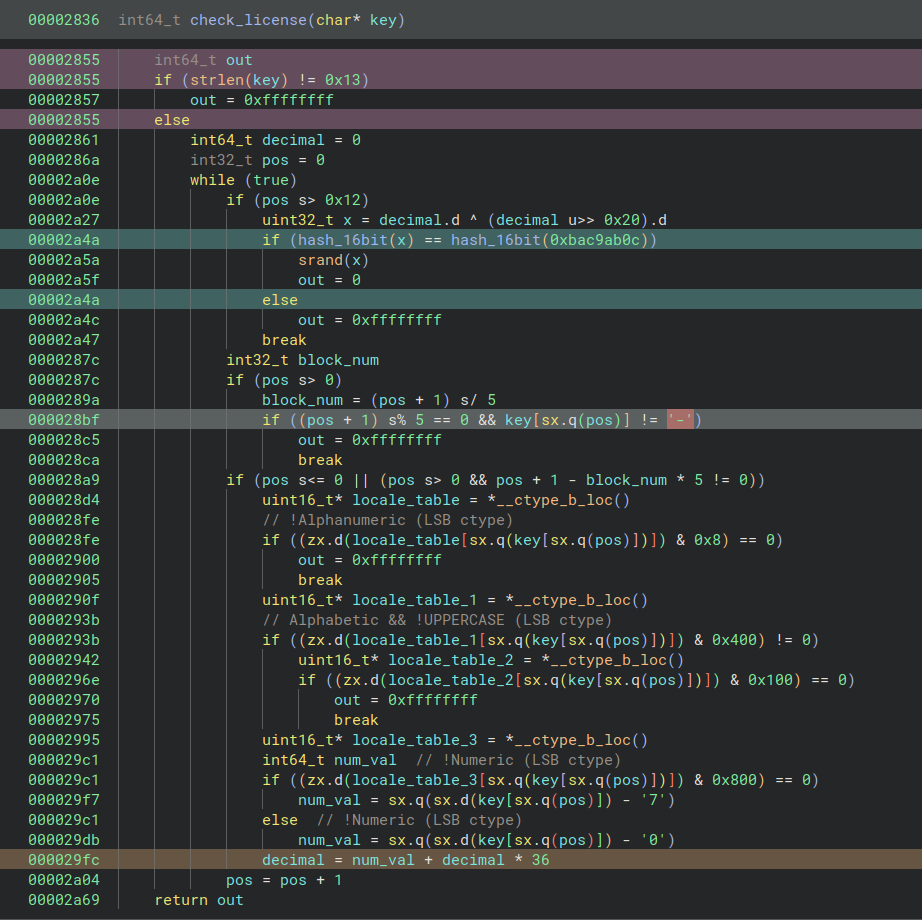 00002836 int64_t check_license(char* key)
00002855 int64_t out
00002855 if (strlen(key) != 0x13)
00002857 out = 0xffffffff
00002855 else
00002861 int64_t decimal = 0
0000286a int32_t pos = 0
00002a0e while (true)
00002a0e if (pos s> 0x12)
00002a27 uint32_t x = decimal.d ^ (decimal u>> 0x20).d
00002a4a if (hash_16bit(x) == hash_16bit(0xbac9ab0c))
00002a5a srand(x)
00002a5f out = 0
00002a4a else
00002a4c out = 0xffffffff
00002a47 break
0000287c int32_t block_num
0000287c if (pos s> 0)
0000289a block_num = (pos + 1) s/ 5
000028bf if ((pos + 1) s% 5 == 0 && key[sx.q(pos)] != '-')
000028c5 out = 0xffffffff
000028ca break
000028a9 if (pos s<= 0 || (pos s> 0 && pos + 1 - block_num * 5 != 0))
000028d4 uint16_t* locale_table = *__ctype_b_loc()
000028fe // !Alphanumeric (LSB ctype)
000028fe if ((zx.d(locale_table[sx.q(key[sx.q(pos)])]) & 0x8) == 0)
00002900 out = 0xffffffff
00002905 break
0000290f uint16_t* locale_table_1 = *__ctype_b_loc()
0000293b // Alphabetic && !UPPERCASE (LSB ctype)
0000293b if ((zx.d(locale_table_1[sx.q(key[sx.q(pos)])]) & 0x400) != 0)
00002942 uint16_t* locale_table_2 = *__ctype_b_loc()
0000296e if ((zx.d(locale_table_2[sx.q(key[sx.q(pos)])]) & 0x100) == 0)
00002970 out = 0xffffffff
00002975 break
00002995 uint16_t* locale_table_3 = *__ctype_b_loc()
000029c1 int64_t num_val // !Numeric (LSB ctype)
000029c1 if ((zx.d(locale_table_3[sx.q(key[sx.q(pos)])]) & 0x800) == 0)
000029f7 num_val = sx.q(sx.d(key[sx.q(pos)]) - '7')
000029c1 else // !Numeric (LSB ctype)
000029db num_val = sx.q(sx.d(key[sx.q(pos)]) - '0')
000029fc decimal = num_val + decimal * 36
00002a04 pos = pos + 1
00002a69 return out